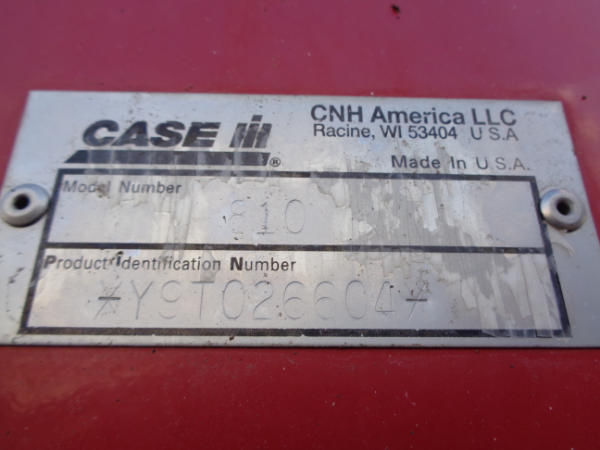 CASE IH®
CNH America LLC
Racine, WI 53404 U.S.A
Made In U.S.A.
Model Number
810
Product Identification Number
*Y9T026604*